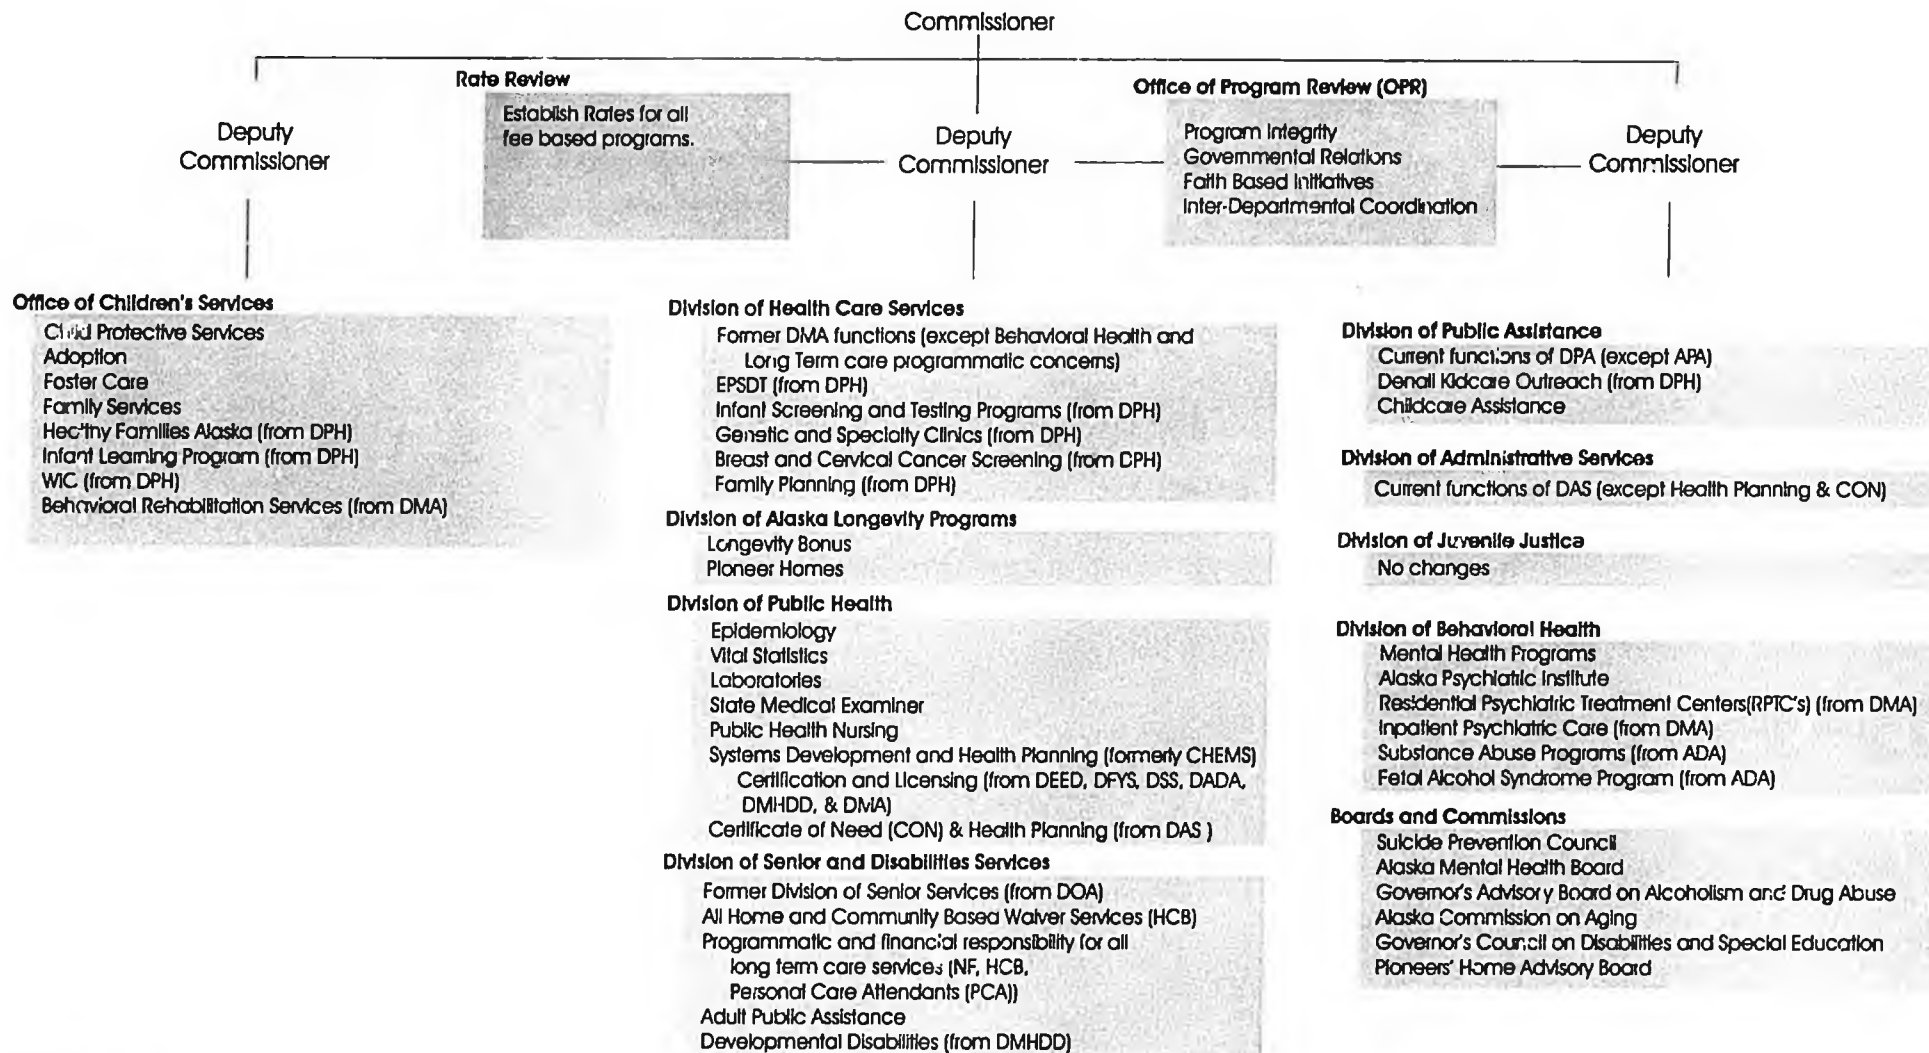 Commissioner
Rate Review
Establish Rates for all
fee based programs.
Office of Program Review (OPR)
Program Integrity
Governmental Relations
Faith Based Initiatives
Inter-Departmental Coordination
Deputy
Commissioner
Deputy
Commissioner
Deputy
Commissioner
Office of Children's Services
Child Protective Services
Adoption
Foster Care
Family Services
Healthy Families Alaska (from DPH)
Infant Learning Program (from DPH)
WIC (from DPH)
Behavioral Rehabilitation Services (from DMA)
Division of Health Care Services
Former DMA functions (except Behavioral Health and
Long Term care programmatic concerns)
EPSDT (from DPH)
Infant Screening and Testing Programs (from DPH)
Genetic and Specialty Clinics (from DPH)
Breast and Cervical Cancer Screening (from DPH)
Family Planning (from DPH)
Division of Alaska Longevity Programs
Longevity Bonus
Pioneer Homes
Division of Public Health
Epidemiology
Vital Statistics
Laboratories
State Medical Examiner
Public Health Nursing
Systems Development and Health Planning (formerly CHEMS)
Certification and Licensing (from DEED, DFYS, DSS, DADA,
DMHDD, & DMA)
Certificate of Need (CON) & Health Planning (from DAS )
Division of Senior and Disabilities Services
Former Division of Senior Services (from DOA)
All Home and Community Based Waiver Services (HCB)
Programmatic and financial responsibility for all
long term care services (NF, HCB,
Personal Care Attendants (PCA))
Adult Public Assistance
Developmental Disabilities (from DMHDD)
Division of Public Assistance
Current functions of DPA (except APA)
Denali Kidcare Outreach (from DPH)
Childcare Assistance
Division of Administrative Services
Current functions of DAS (except Health Planning & CON)
Division of Juvenile Justice
No changes
Division of Behavioral Health
Mental Health Programs
Alaska Psychiatric Institute
Residential Psychiatric Treatment Centers(RPTC's) (from DMA)
Inpatient Psychiatric Care (from DMA)
Substance Abuse Programs (from ADA)
Fetal Alcohol Syndrome Program (from ADA)
Boards and Commissions
Suicide Prevention Council
Alaska Mental Health Board
Governor's Advisory Board on Alcoholism and Drug Abuse
Alaska Commission on Aging
Governor's Council on Disabilities and Special Education
Pioneers' Home Advisory Board